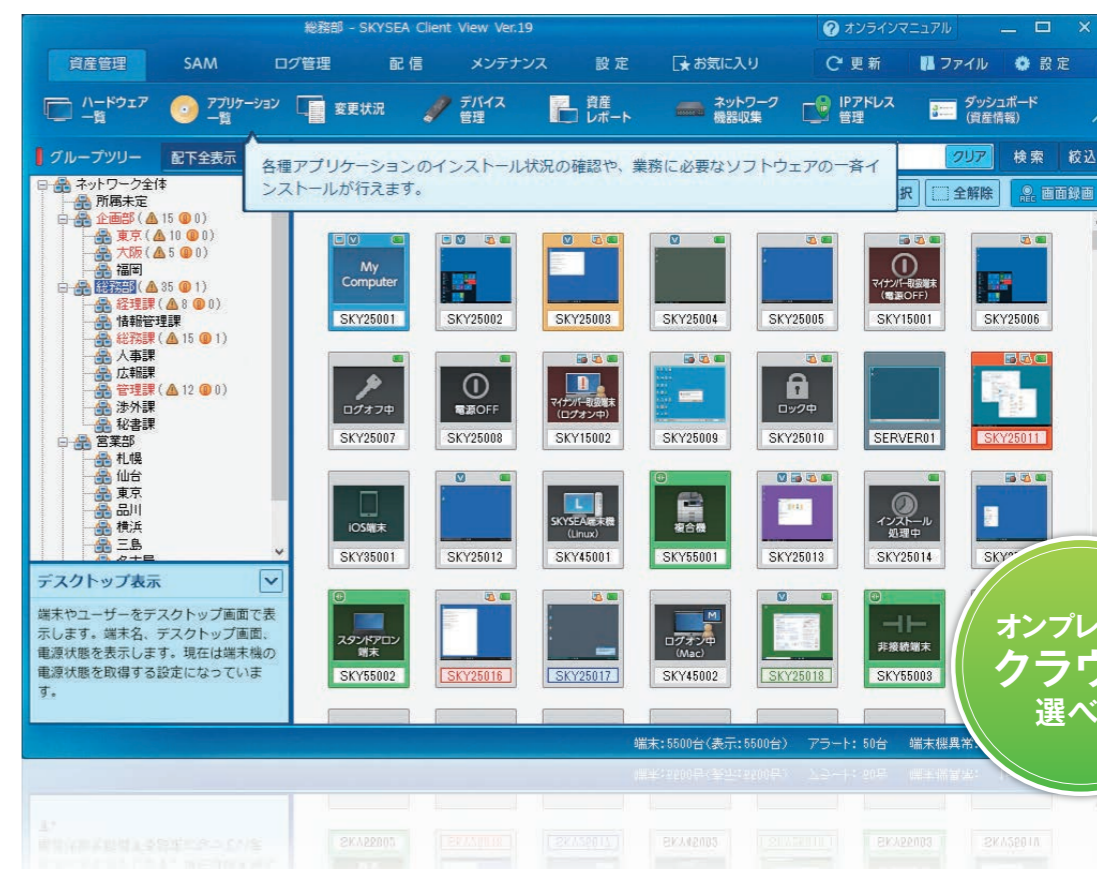 総務部 - SKYSEA Client View Ver.19
オンラインマニュアル
資産管理 SAM ログ管理 配信 メンテナンス 設定 お気に入り 更新 ファイル 設定
ハードウェア一覧
アプリケーション一覧
変更状況
デバイス管理
資産レポート
ネットワーク機器収集
IPアドレス管理
ダッシュボード(資産情報)
グループツリー 配下全表示
クリア 検索 絞込
各種アプリケーションのインストール状況の確認や、業務に必要なソフトウェアの一斉イ
ンストールが行えます。
択 全解除 REC 画面録画
ネットワーク全体
所属未定
企画部 ( 15 0)
東京 ( 10 0)
大阪 ( 5 0)
福岡
総務部 ( 35 1)
経理課 ( 8 0)
情報管理課
総務課 ( 15 1)
人事課
広報課
管理課 ( 12 0)
渉外課
秘書課
営業部
札幌
仙台
東京
品川
横浜
三島
名古屋
デスクトップ表示
端末やユーザーをデスクトップ画面で表
示します。端末名、デスクトップ画面、
電源状態を表示します。現在は端末機の
電源状態を取得する設定になっていま
す。
My
Computer
マイナンバー取扱端末
(電源OFF)
SKY25001 SKY25002 SKY25003 SKY25004 SKY25005 SKY15001 SKY25006
ログオフ中
電源OFF
マイナンバー取扱端末
(ログオン中)
ロック中
SKY25007 SKY25008 SKY15002 SKY25009 SKY25010 SERVER01 SKY25011
iOS端末
SKYSEA端末機
(Linux)
複合機
インストール
処理中
SKY35001 SKY25012 SKY45001 SKY55001 SKY25013 SKY25014
スタンドアロン
端末
ログオン中
(Mac)
非接続端末
SKY55002 SKY25016 SKY25017 SKY45002 SKY25018 SKY55003
オンプレ
クラウ
選べ
端末:5500台(表示:5500台) アラート: 50台 端末機異常: